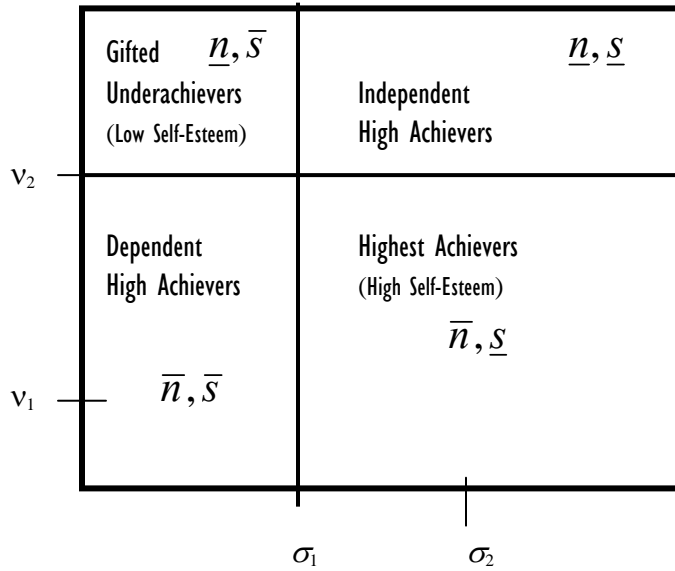 Gifted n̲, s̅
Underachievers
(Low Self-Esteem)
n̲, s̲
Independent
High Achievers
ν₂
Dependent
High Achievers
Highest Achievers
(High Self-Esteem)
n̅, s̲
n̅, s̅
ν₁
σ₁
σ₂